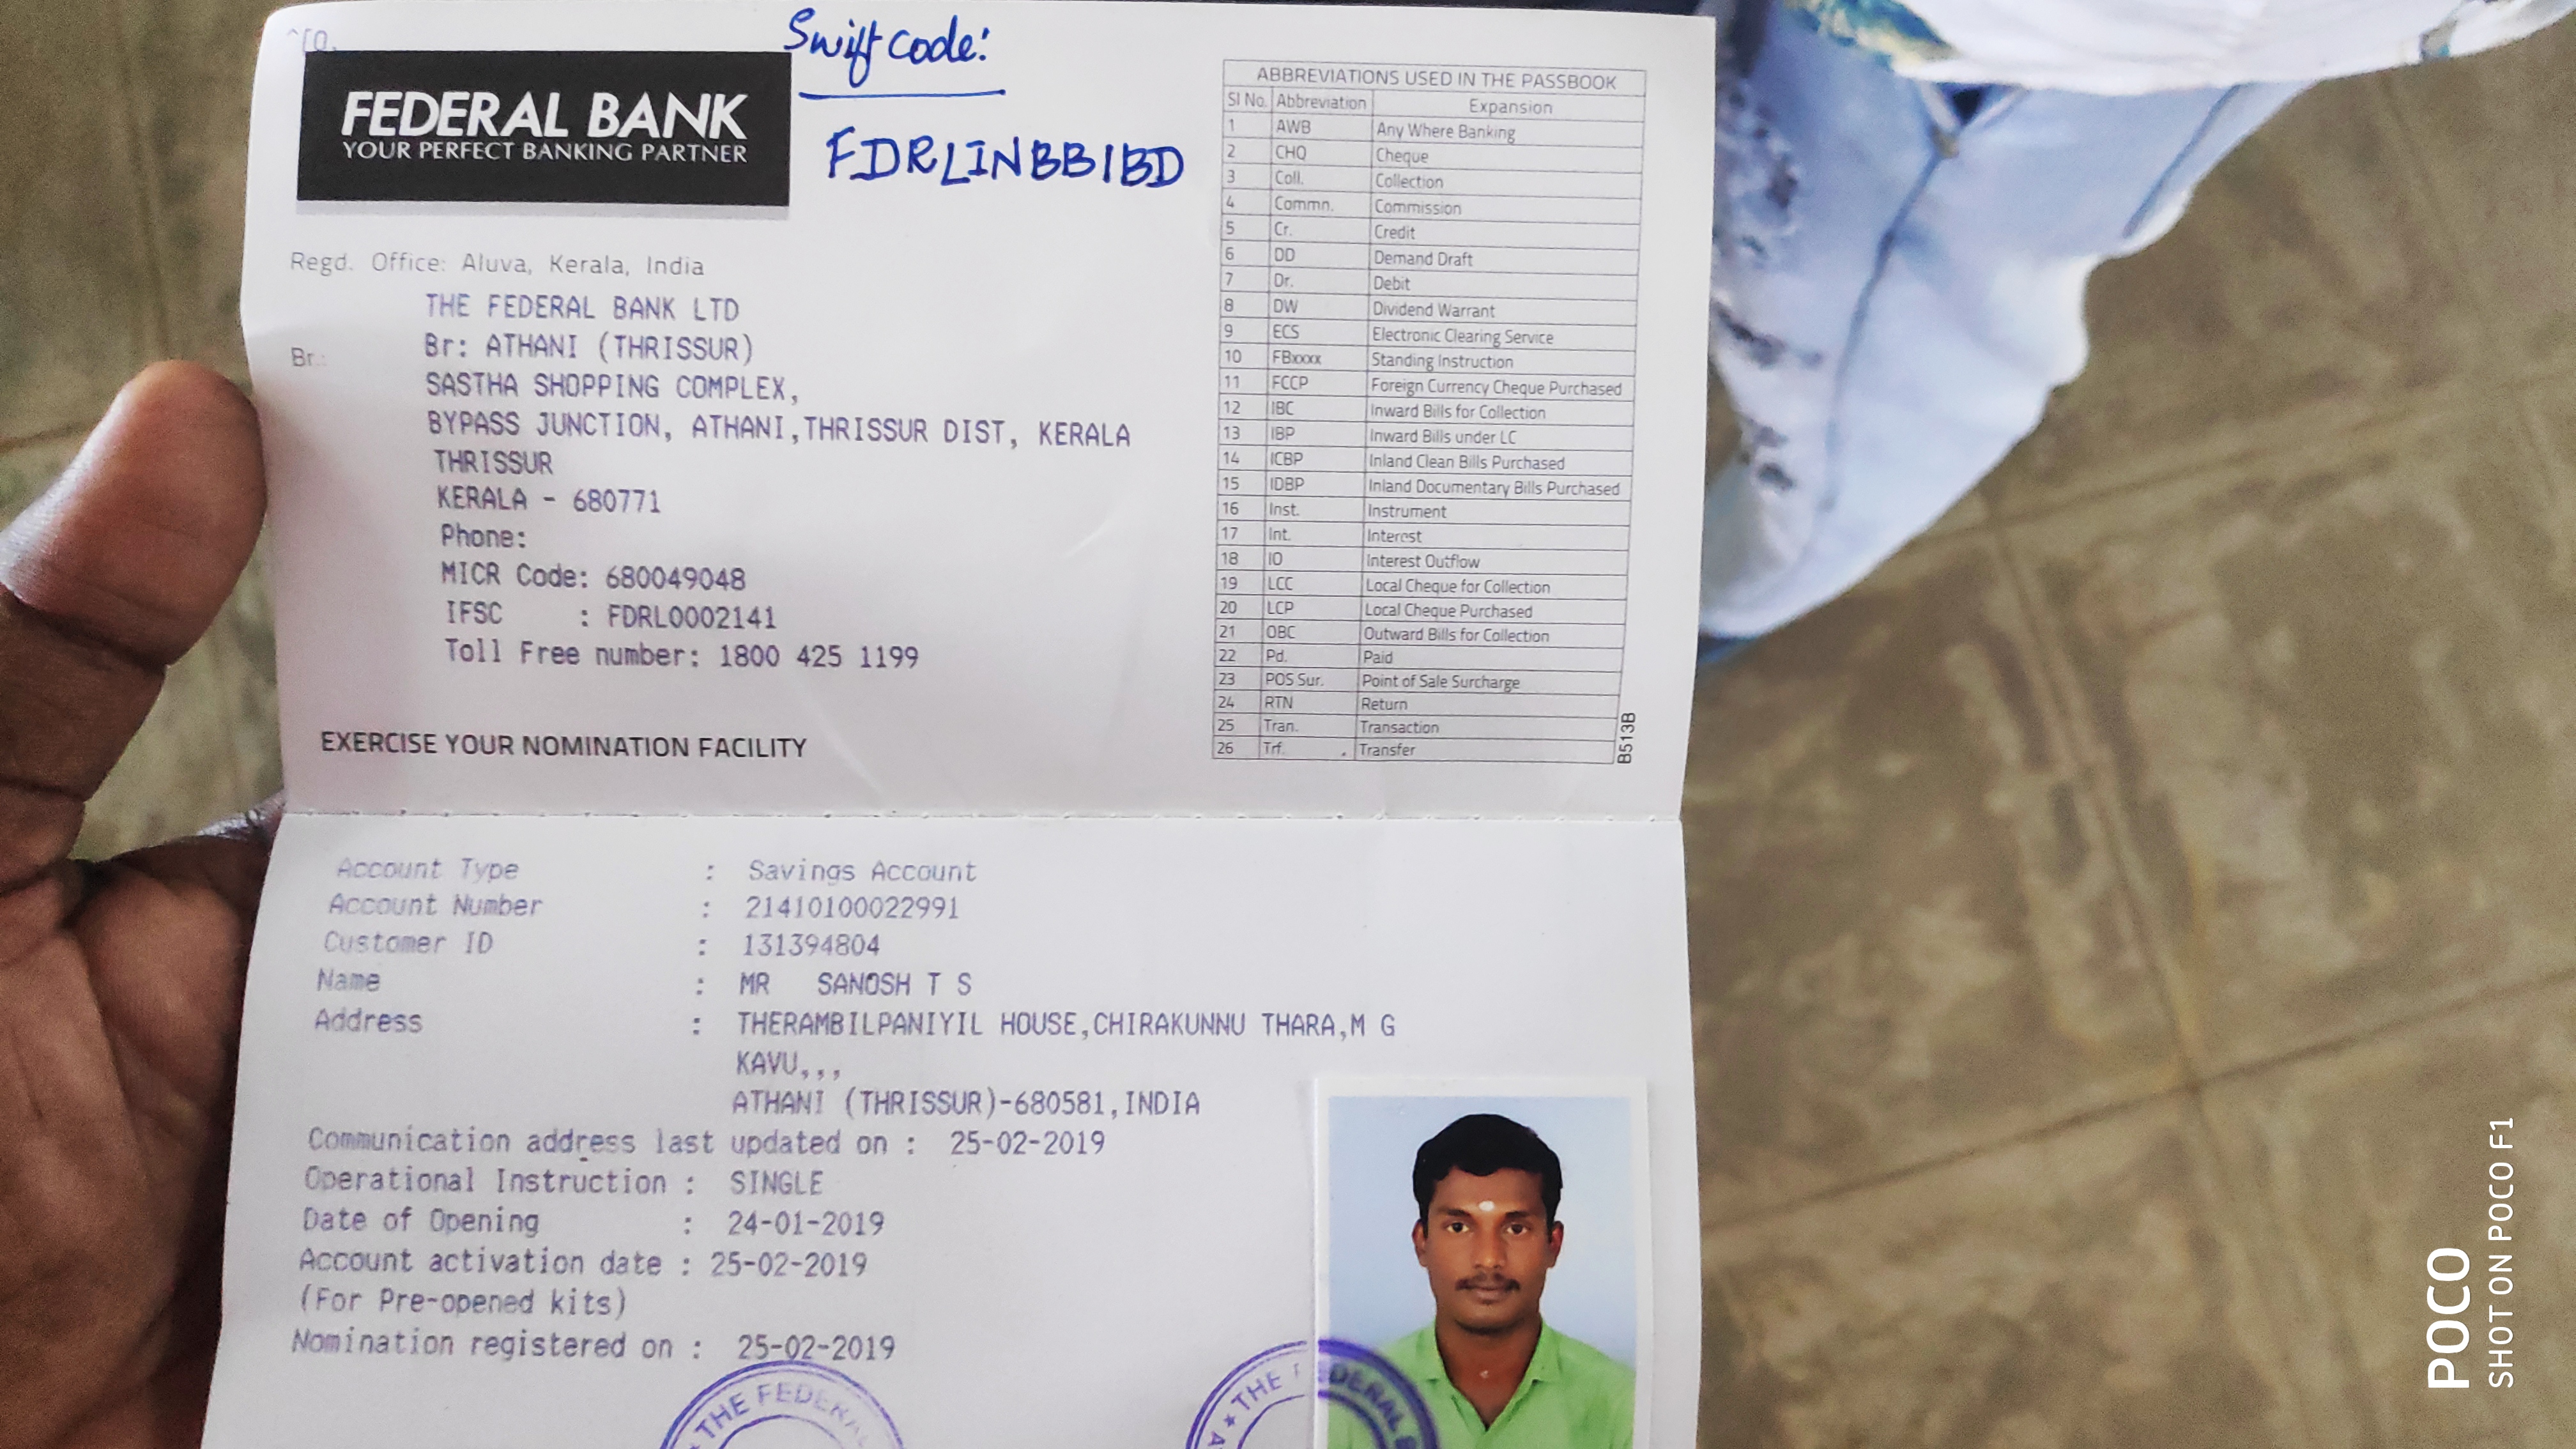 Swift code:
FDRLINBBIBD
FEDERAL BANK
YOUR PERFECT BANKING PARTNER
Regd. Office: Aluva, Kerala, India
THE FEDERAL BANK LTD
Br.: Br: ATHANI (THRISSUR)
SASTHA SHOPPING COMPLEX,
BYPASS JUNCTION, ATHANI,THRISSUR DIST, KERALA
THRISSUR
KERALA - 680771
Phone:
MICR Code: 680049048
IFSC : FDRL0002141
Toll Free number: 1800 425 1199
EXERCISE YOUR NOMINATION FACILITY
ABBREVIATIONS USED IN THE PASSBOOK
Sl No. Abbreviation Expansion
1 AWB Any Where Banking
2 CHQ Cheque
3 Coll. Collection
4 Commn. Commission
5 Cr. Credit
6 DD Demand Draft
7 Dr. Debit
8 DW Dividend Warrant
9 ECS Electronic Clearing Service
10 FBxxxx Standing Instruction
11 FCCP Foreign Currency Cheque Purchased
12 IBC Inward Bills for Collection
13 IBP Inward Bills under LC
14 ICBP Inland Clean Bills Purchased
15 IDBP Inland Documentary Bills Purchased
16 Inst. Instrument
17 Int. Interest
18 IO Interest Outflow
19 LCC Local Cheque for Collection
20 LCP Local Cheque Purchased
21 OBC Outward Bills for Collection
22 Pd. Paid
23 POS Sur. Point of Sale Surcharge
24 RTN Return
25 Tran. Transaction
26 Trf. Transfer
B513B
Account Type : Savings Account
Account Number : 21410100022991
Customer ID : 131394804
Name : MR SANOSH T S
Address : THERAMBILPANIYIL HOUSE,CHIRAKUNNU THARA,M G
KAVU,,,
ATHANI (THRISSUR)-680581,INDIA
Communication address last updated on : 25-02-2019
Operational Instruction : SINGLE
Date of Opening : 24-01-2019
Account activation date : 25-02-2019
(For Pre-opened kits)
Nomination registered on : 25-02-2019
THE FEDERAL
THE FEDERAL
POCO
SHOT ON POCO F1